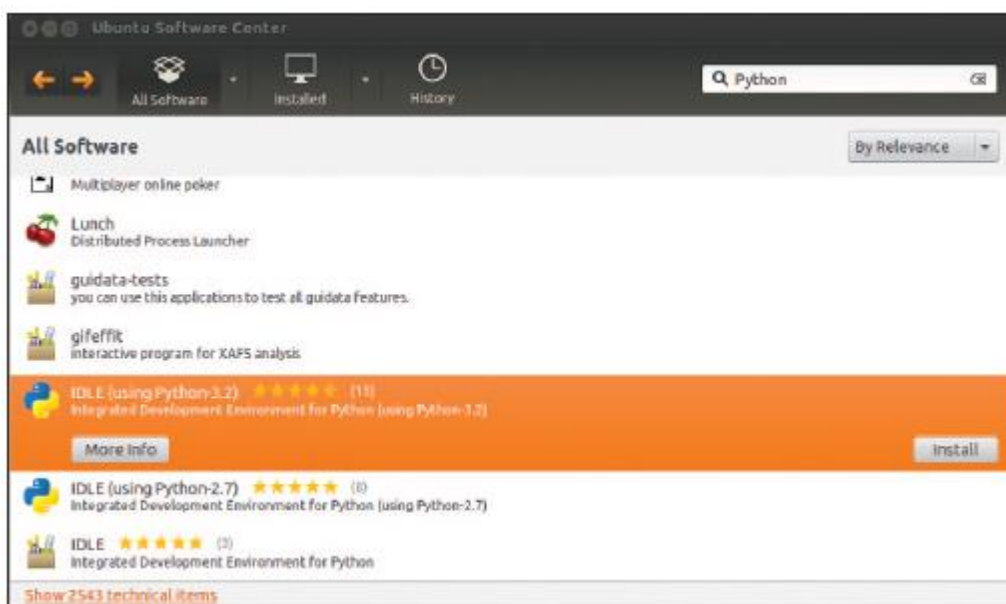 Ubuntu Software Center
All Software
Installed
History
Python
All Software
By Relevance
Multiplayer online poker
Lunch
Distributed Process Launcher
guidata-tests
you can use this applications to test all guidata features.
gifeffit
interactive program for XAFS analysis
IDLE (using Python-3.2) (11)
Integrated Development Environment for Python (using Python-3.2)
More Info
Install
IDLE (using Python-2.7) (8)
Integrated Development Environment for Python (using Python-2.7)
IDLE (3)
Integrated Development Environment for Python
Show 2543 technical items